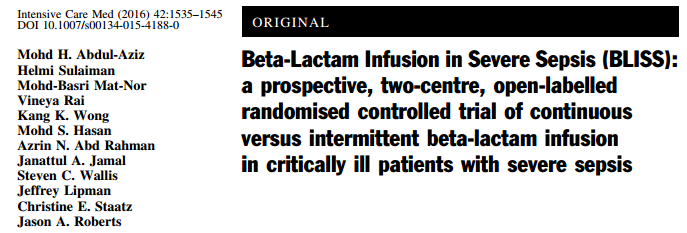 Intensive Care Med (2016) 42:1535–1545
DOI 10.1007/s00134-015-4188-0
ORIGINAL
Mohd H. Abdul-Aziz
Helmi Sulaiman
Mohd-Basri Mat-Nor
Vineya Rai
Kang K. Wong
Mohd S. Hasan
Azrin N. Abd Rahman
Janattul A. Jamal
Steven C. Wallis
Jeffrey Lipman
Christine E. Staatz
Jason A. Roberts
Beta-Lactam Infusion in Severe Sepsis (BLISS):
a prospective, two-centre, open-labelled
randomised controlled trial of continuous
versus intermittent beta-lactam infusion
in critically ill patients with severe sepsis